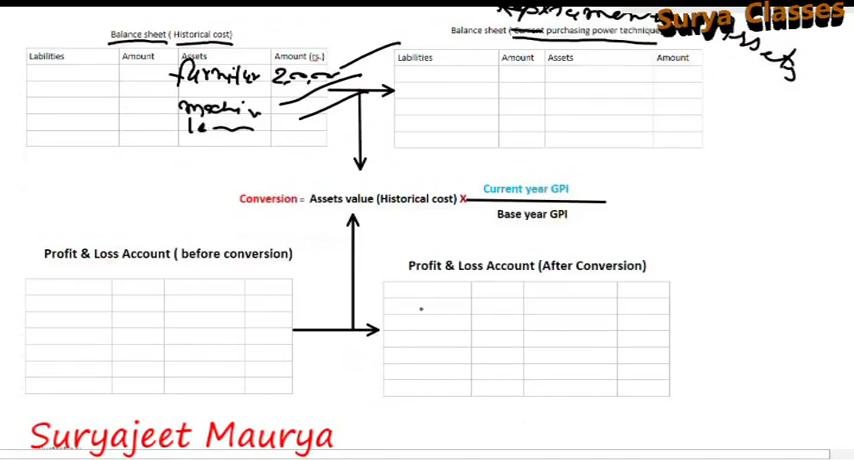 Surya Classes
Balance sheet ( Historical cost)
Balance sheet (Current purchasing power technique
Assets
Labilities Amount Assets Amount (rs.)
Labilities Amount Assets Amount
Conversion = Assets value (Historical cost) X Current year GPI
Base year GPI
Profit & Loss Account ( before conversion)
Profit & Loss Account (After Conversion)
Suryajeet Maurya